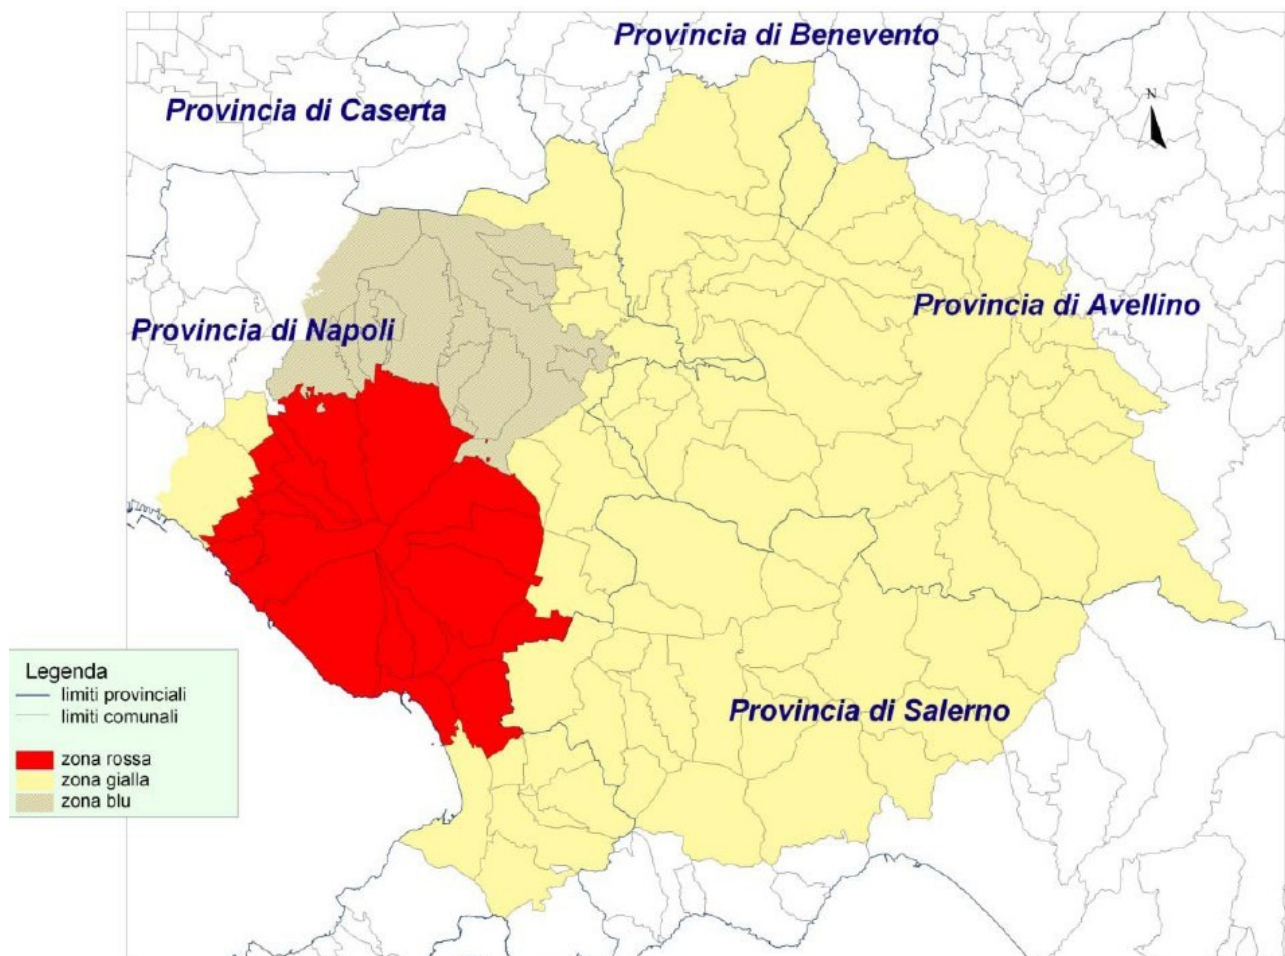 Provincia di Benevento
Provincia di Caserta
N
Provincia di Avellino
Provincia di Napoli
Legenda
limiti provinciali
limiti comunali
Provincia di Salerno
zona rossa
zona gialla
zona blu